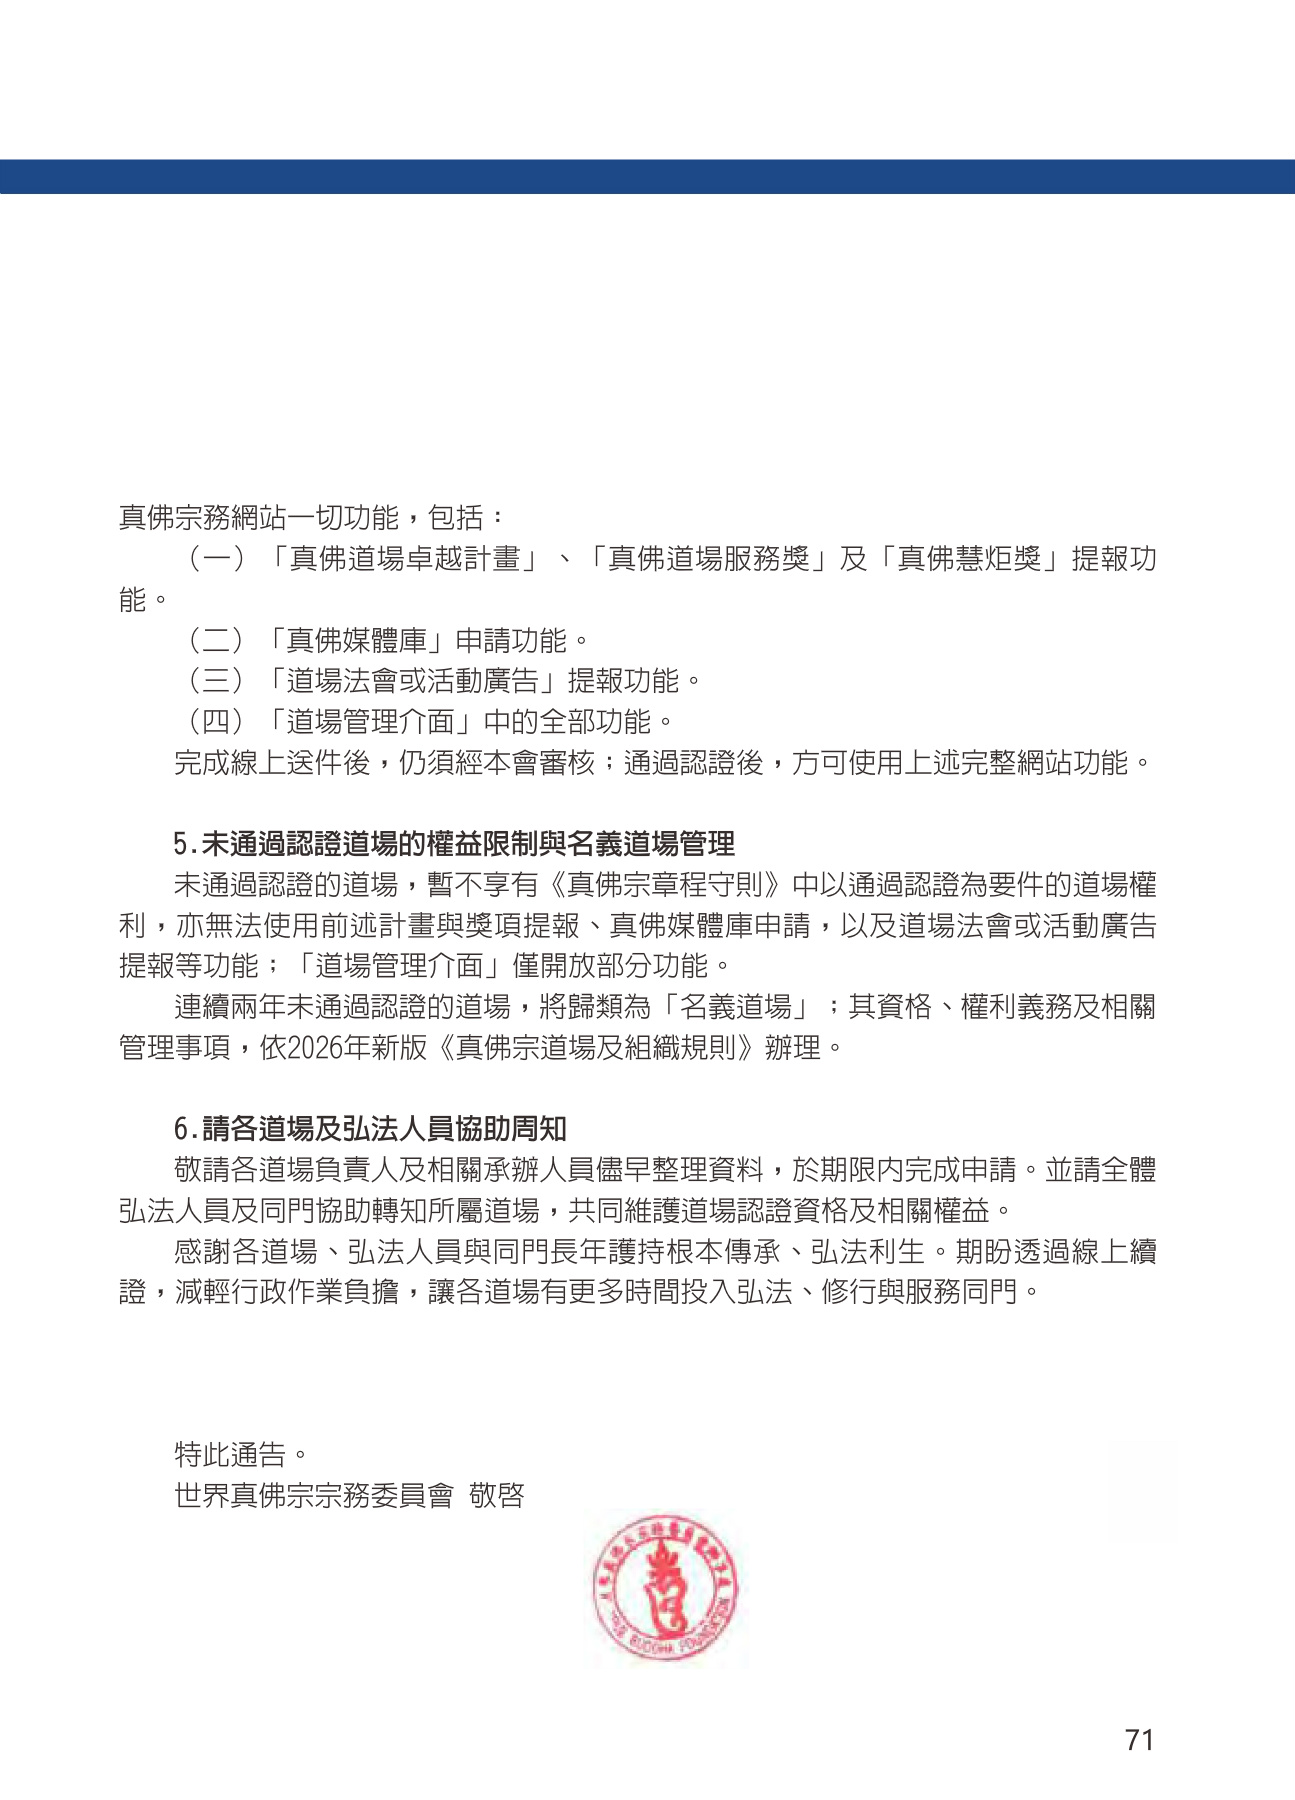 真佛宗務網站一切功能，包括：
（一）「真佛道場卓越計畫」、「真佛道場服務獎」及「真佛慧炬獎」提報功
能。
（二）「真佛媒體庫」申請功能。
（三）「道場法會或活動廣告」提報功能。
（四）「道場管理介面」中的全部功能。
完成線上送件後，仍須經本會審核；通過認證後，方可使用上述完整網站功能。
5.未通過認證道場的權益限制與名義道場管理
未通過認證的道場，暫不享有《真佛宗章程守則》中以通過認證為要件的道場權
利，亦無法使用前述計畫與獎項提報、真佛媒體庫申請，以及道場法會或活動廣告
提報等功能；「道場管理介面」僅開放部分功能。
連續兩年未通過認證的道場，將歸類為「名義道場」；其資格、權利義務及相關
管理事項，依2026年新版《真佛宗道場及組織規則》辦理。
6.請各道場及弘法人員協助周知
敬請各道場負責人及相關承辦人員儘早整理資料，於期限內完成申請。並請全體
弘法人員及同門協助轉知所屬道場，共同維護道場認證資格及相關權益。
感謝各道場、弘法人員與同門長年護持根本傳承、弘法利生。期盼透過線上續
證，減輕行政作業負擔，讓各道場有更多時間投入弘法、修行與服務同門。
特此通告。
世界真佛宗宗務委員會 敬啓
TRUE BUDDHA FOUNDATION
71